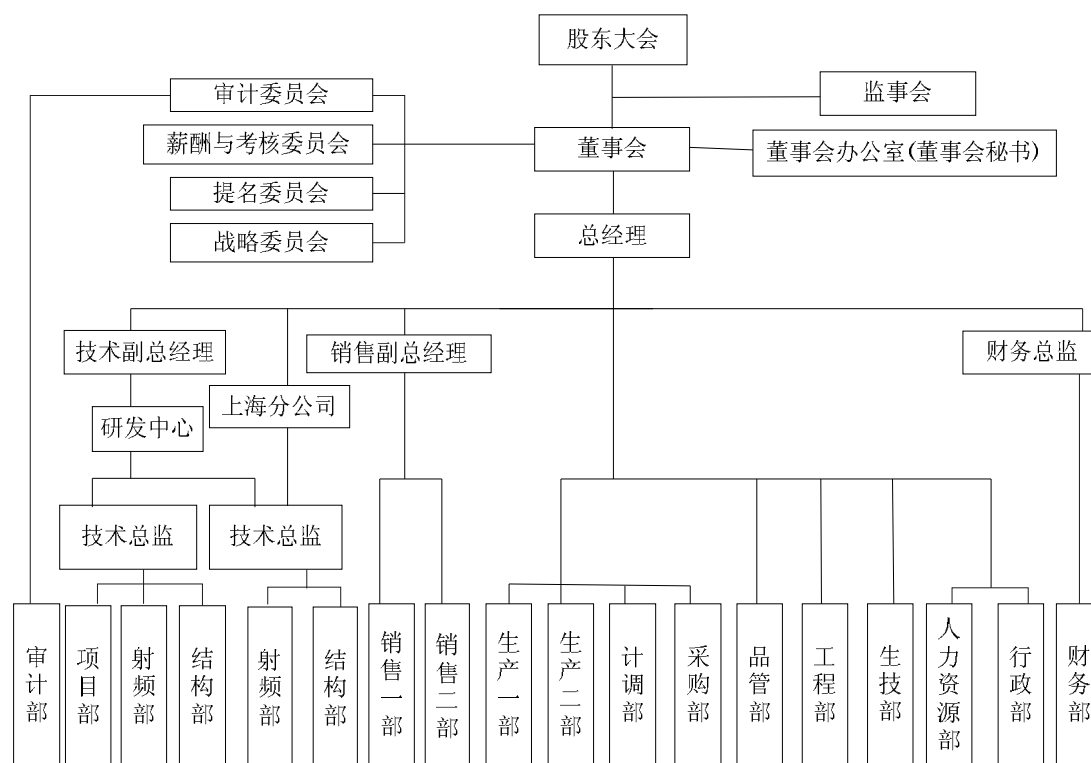 股东大会
审计委员会
监事会
薪酬与考核委员会
董事会
董事会办公室(董事会秘书)
提名委员会
战略委员会
总经理
技术副总经理
销售副总经理
财务总监
上海分公司
研发中心
技术总监
技术总监
审计部
项目部
射频部
结构部
射频部
结构部
销售一部
销售二部
生产一部
生产二部
计调部
采购部
品管部
工程部
生技部
人力资源部
行政部
财务部